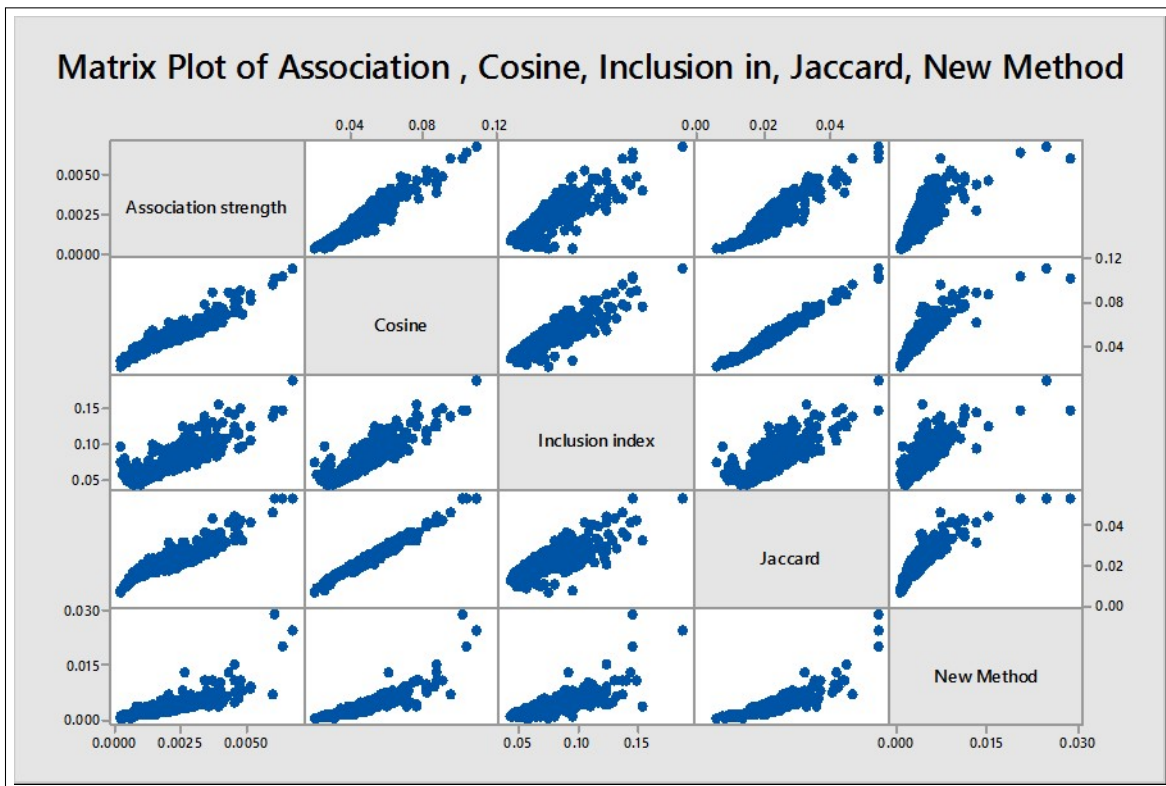 Matrix Plot of Association , Cosine, Inclusion in, Jaccard, New Method
0.04 0.08 0.12 0.00 0.02 0.04
0.0050
Association strength
0.0025
0.0000
0.12
Cosine
0.08
0.04
0.15
Inclusion index
0.10
0.05
0.04
Jaccard
0.02
0.00
0.030
0.015
New Method
0.000
0.0000 0.0025 0.0050 0.05 0.10 0.15 0.000 0.015 0.030